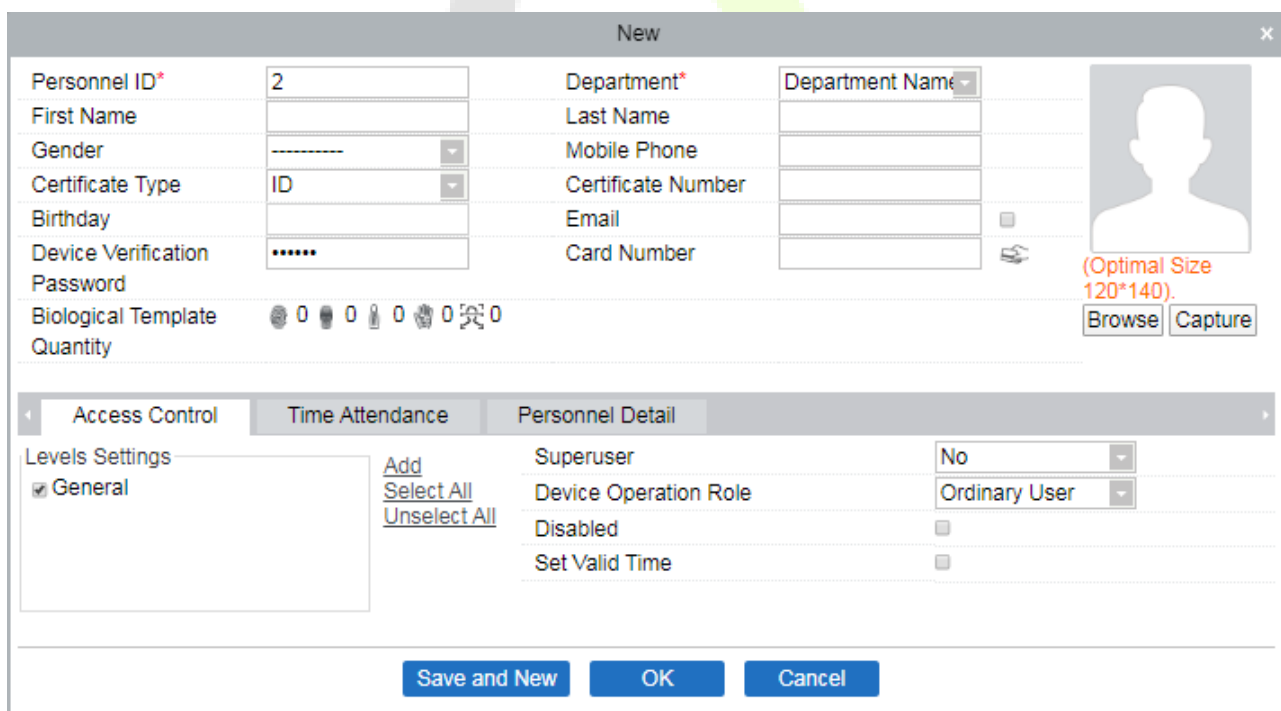 New ×
Personnel ID* 2 Department* Department Name
First Name Last Name
Gender ---------- Mobile Phone
Certificate Type ID Certificate Number
Birthday Email
Device Verification Password •••••• Card Number
(Optimal Size
120*140).
Biological Template Quantity 0 0 0 0 0
Browse Capture
Access Control Time Attendance Personnel Detail
Levels Settings
General
Add
Select All
Unselect All
Superuser No
Device Operation Role Ordinary User
Disabled
Set Valid Time
Save and New OK Cancel